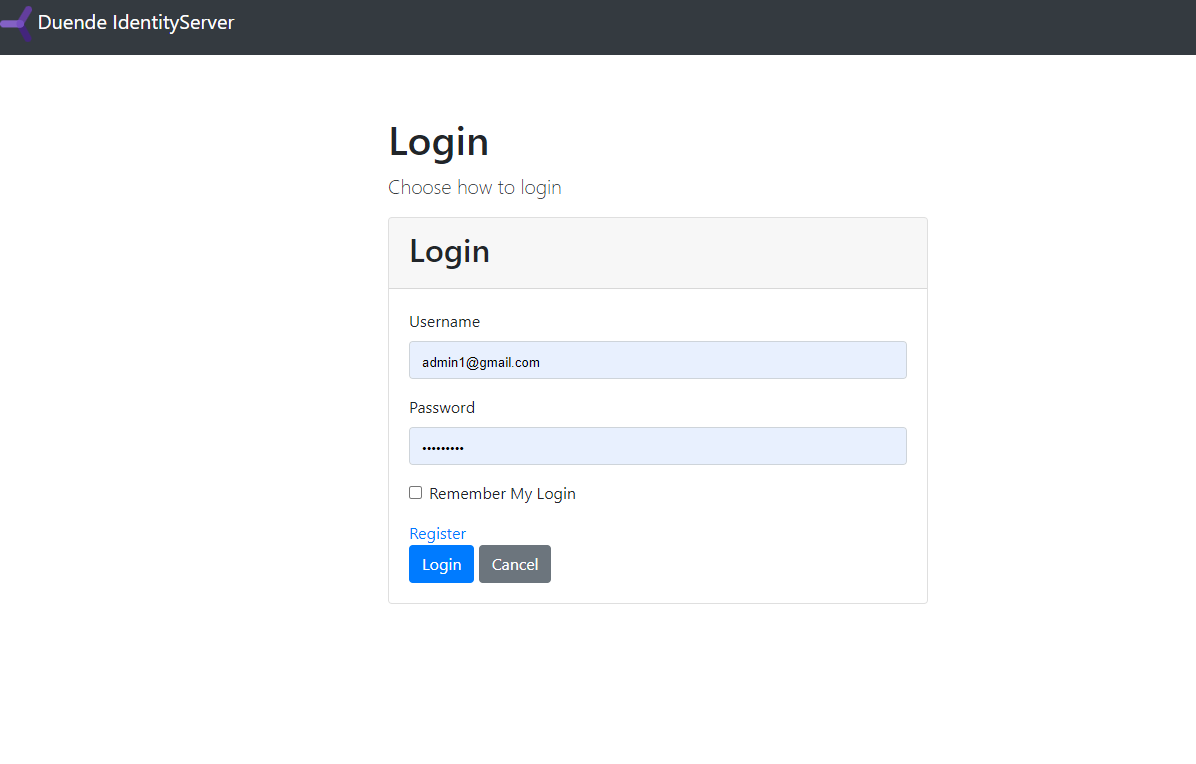 Duende IdentityServer
Login
Choose how to login
Login
Username
admin1@gmail.com
Password
•••••••••
Remember My Login
Register
Login Cancel